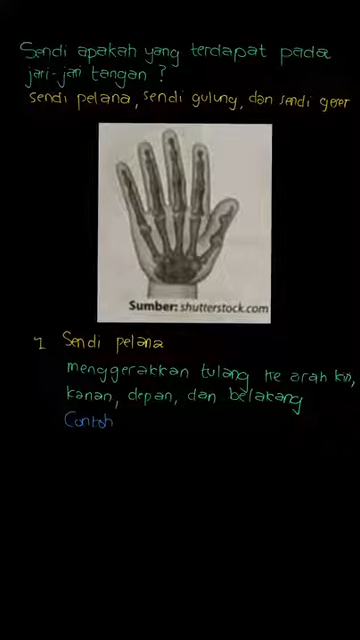 Sendi apakah yang terdapat pada
jari-jari tangan ?
sendi pelana, sendi gulung, dan sendi geser
Sumber: shutterstock.com
1 Sendi pelana
menggerakkan tulang ke arah kiri,
kanan, depan, dan belakang
Contoh